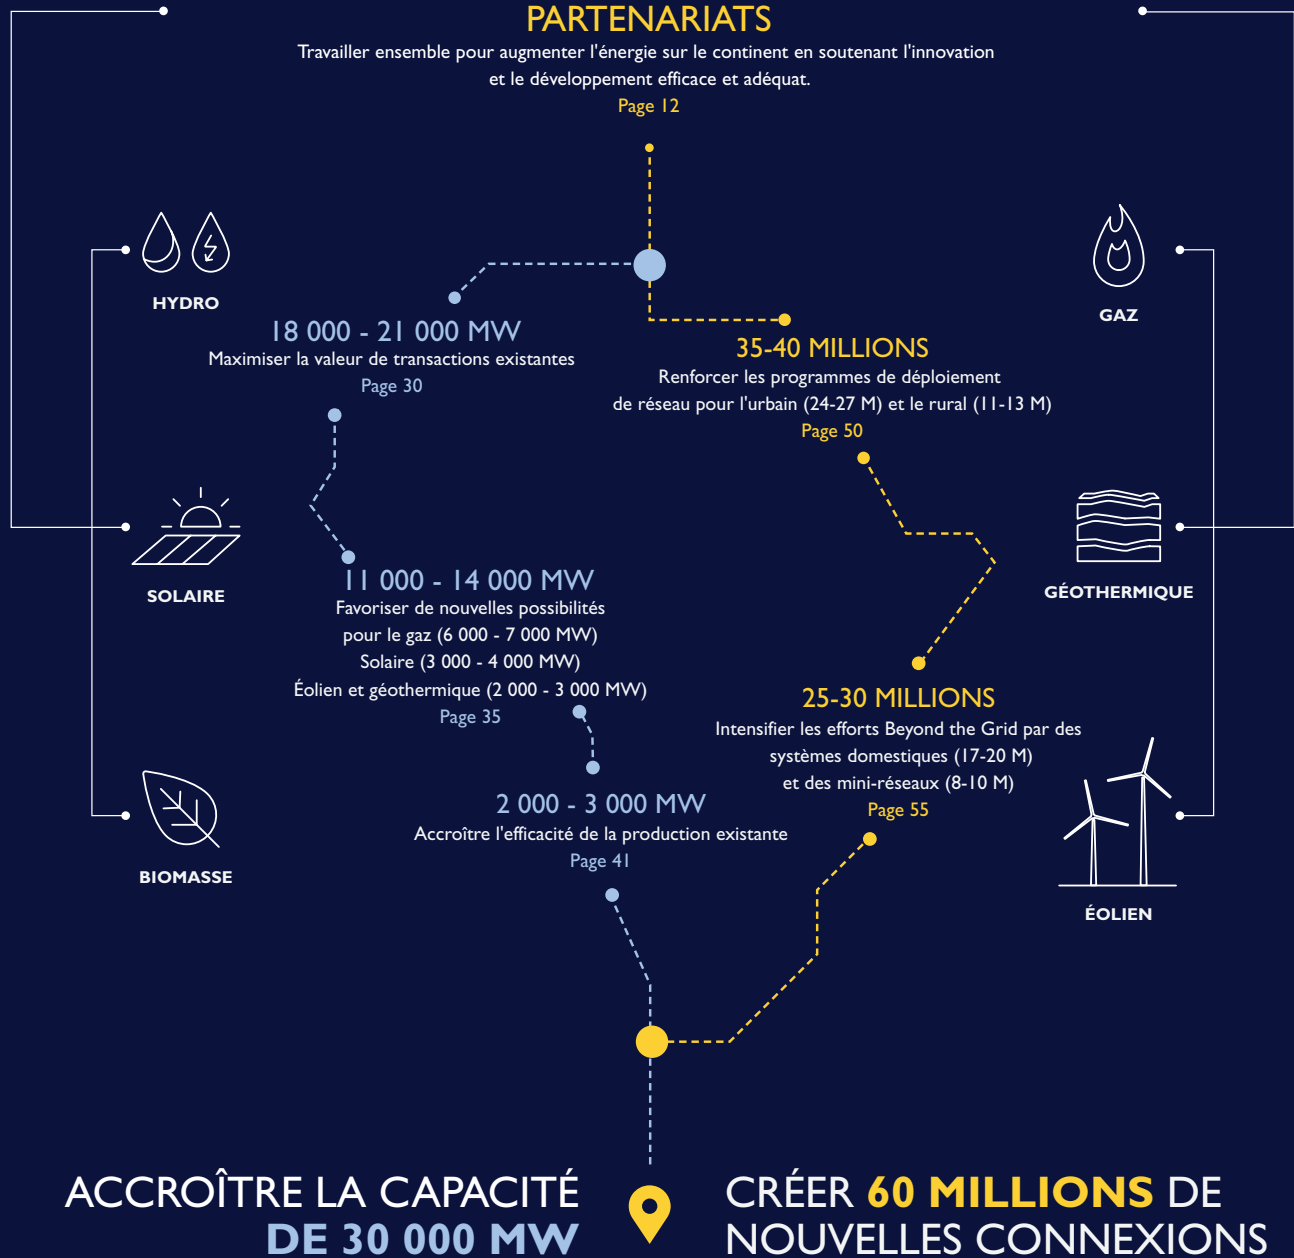 PARTENARIATS
Travailler ensemble pour augmenter l'énergie sur le continent en soutenant l'innovation
et le développement efficace et adéquat.
Page 12
HYDRO
GAZ
18 000 - 21 000 MW
Maximiser la valeur de transactions existantes
Page 30
35-40 MILLIONS
Renforcer les programmes de déploiement
de réseau pour l'urbain (24-27 M) et le rural (11-13 M)
Page 50
SOLAIRE
GÉOTHERMIQUE
11 000 - 14 000 MW
Favoriser de nouvelles possibilités
pour le gaz (6 000 - 7 000 MW)
Solaire (3 000 - 4 000 MW)
Éolien et géothermique (2 000 - 3 000 MW)
Page 35
25-30 MILLIONS
Intensifier les efforts Beyond the Grid par des
systèmes domestiques (17-20 M)
et des mini-réseaux (8-10 M)
Page 55
2 000 - 3 000 MW
Accroître l'efficacité de la production existante
Page 41
BIOMASSE
ÉOLIEN
ACCROÎTRE LA CAPACITÉ
DE 30 000 MW
CRÉER 60 MILLIONS DE
NOUVELLES CONNEXIONS